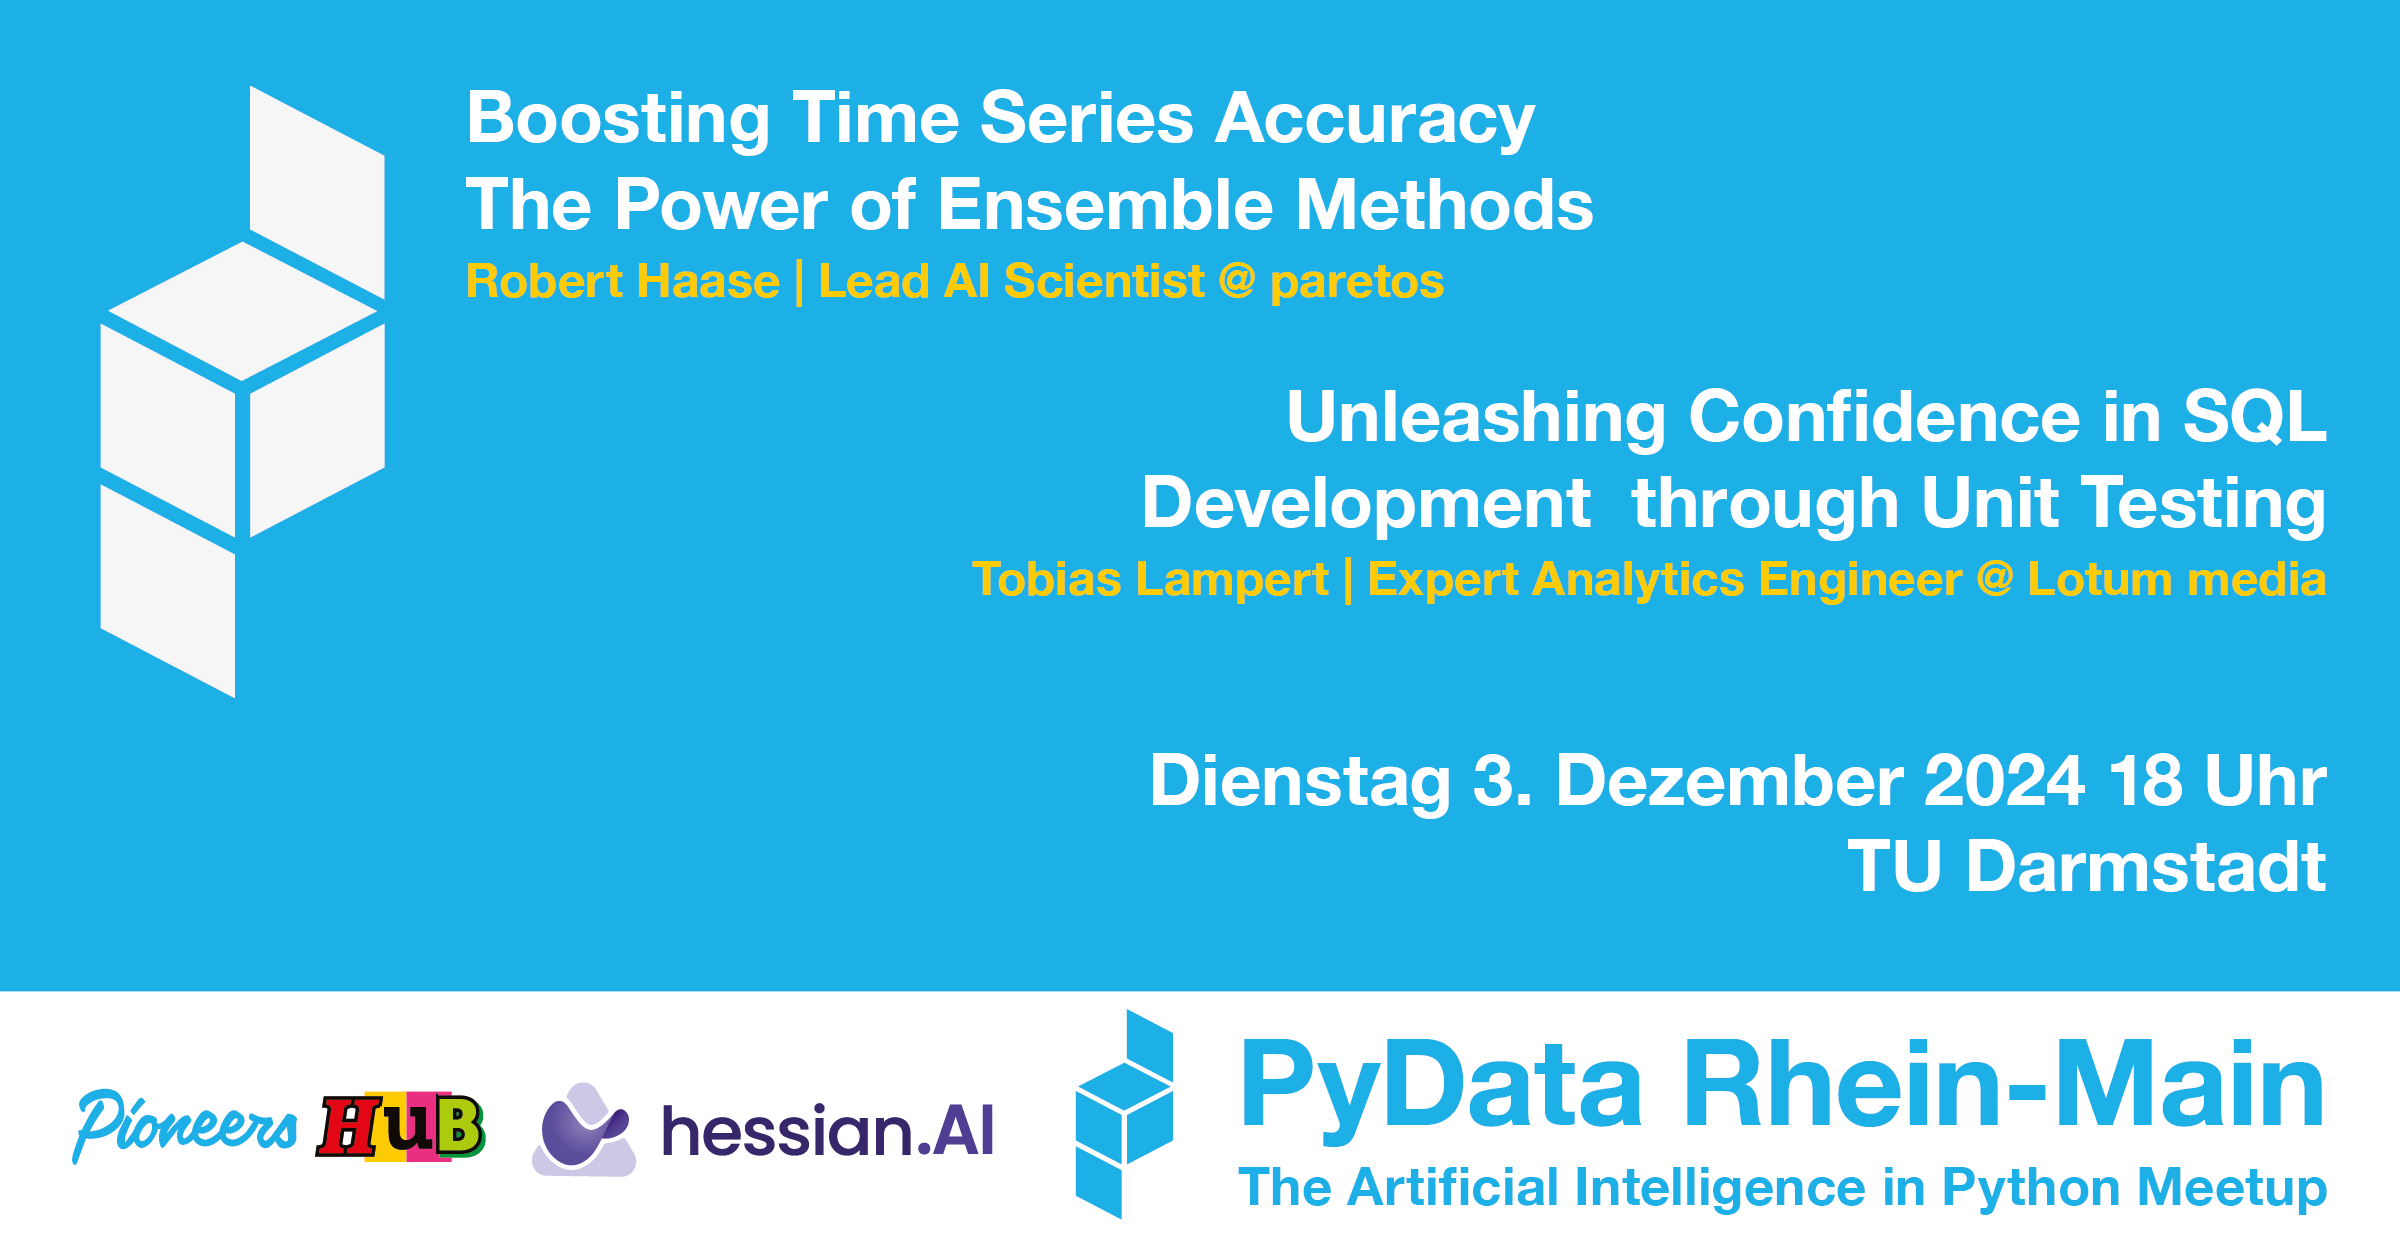 Boosting Time Series Accuracy
The Power of Ensemble Methods
Robert Haase | Lead AI Scientist @ paretos
Unleashing Confidence in SQL
Development  through Unit Testing
Tobias Lampert | Expert Analytics Engineer @ Lotum media
Dienstag 3. Dezember 2024 18 Uhr
TU Darmstadt
Pioneers HuB
hessian.AI
PyData Rhein-Main
The Artificial Intelligence in Python Meetup